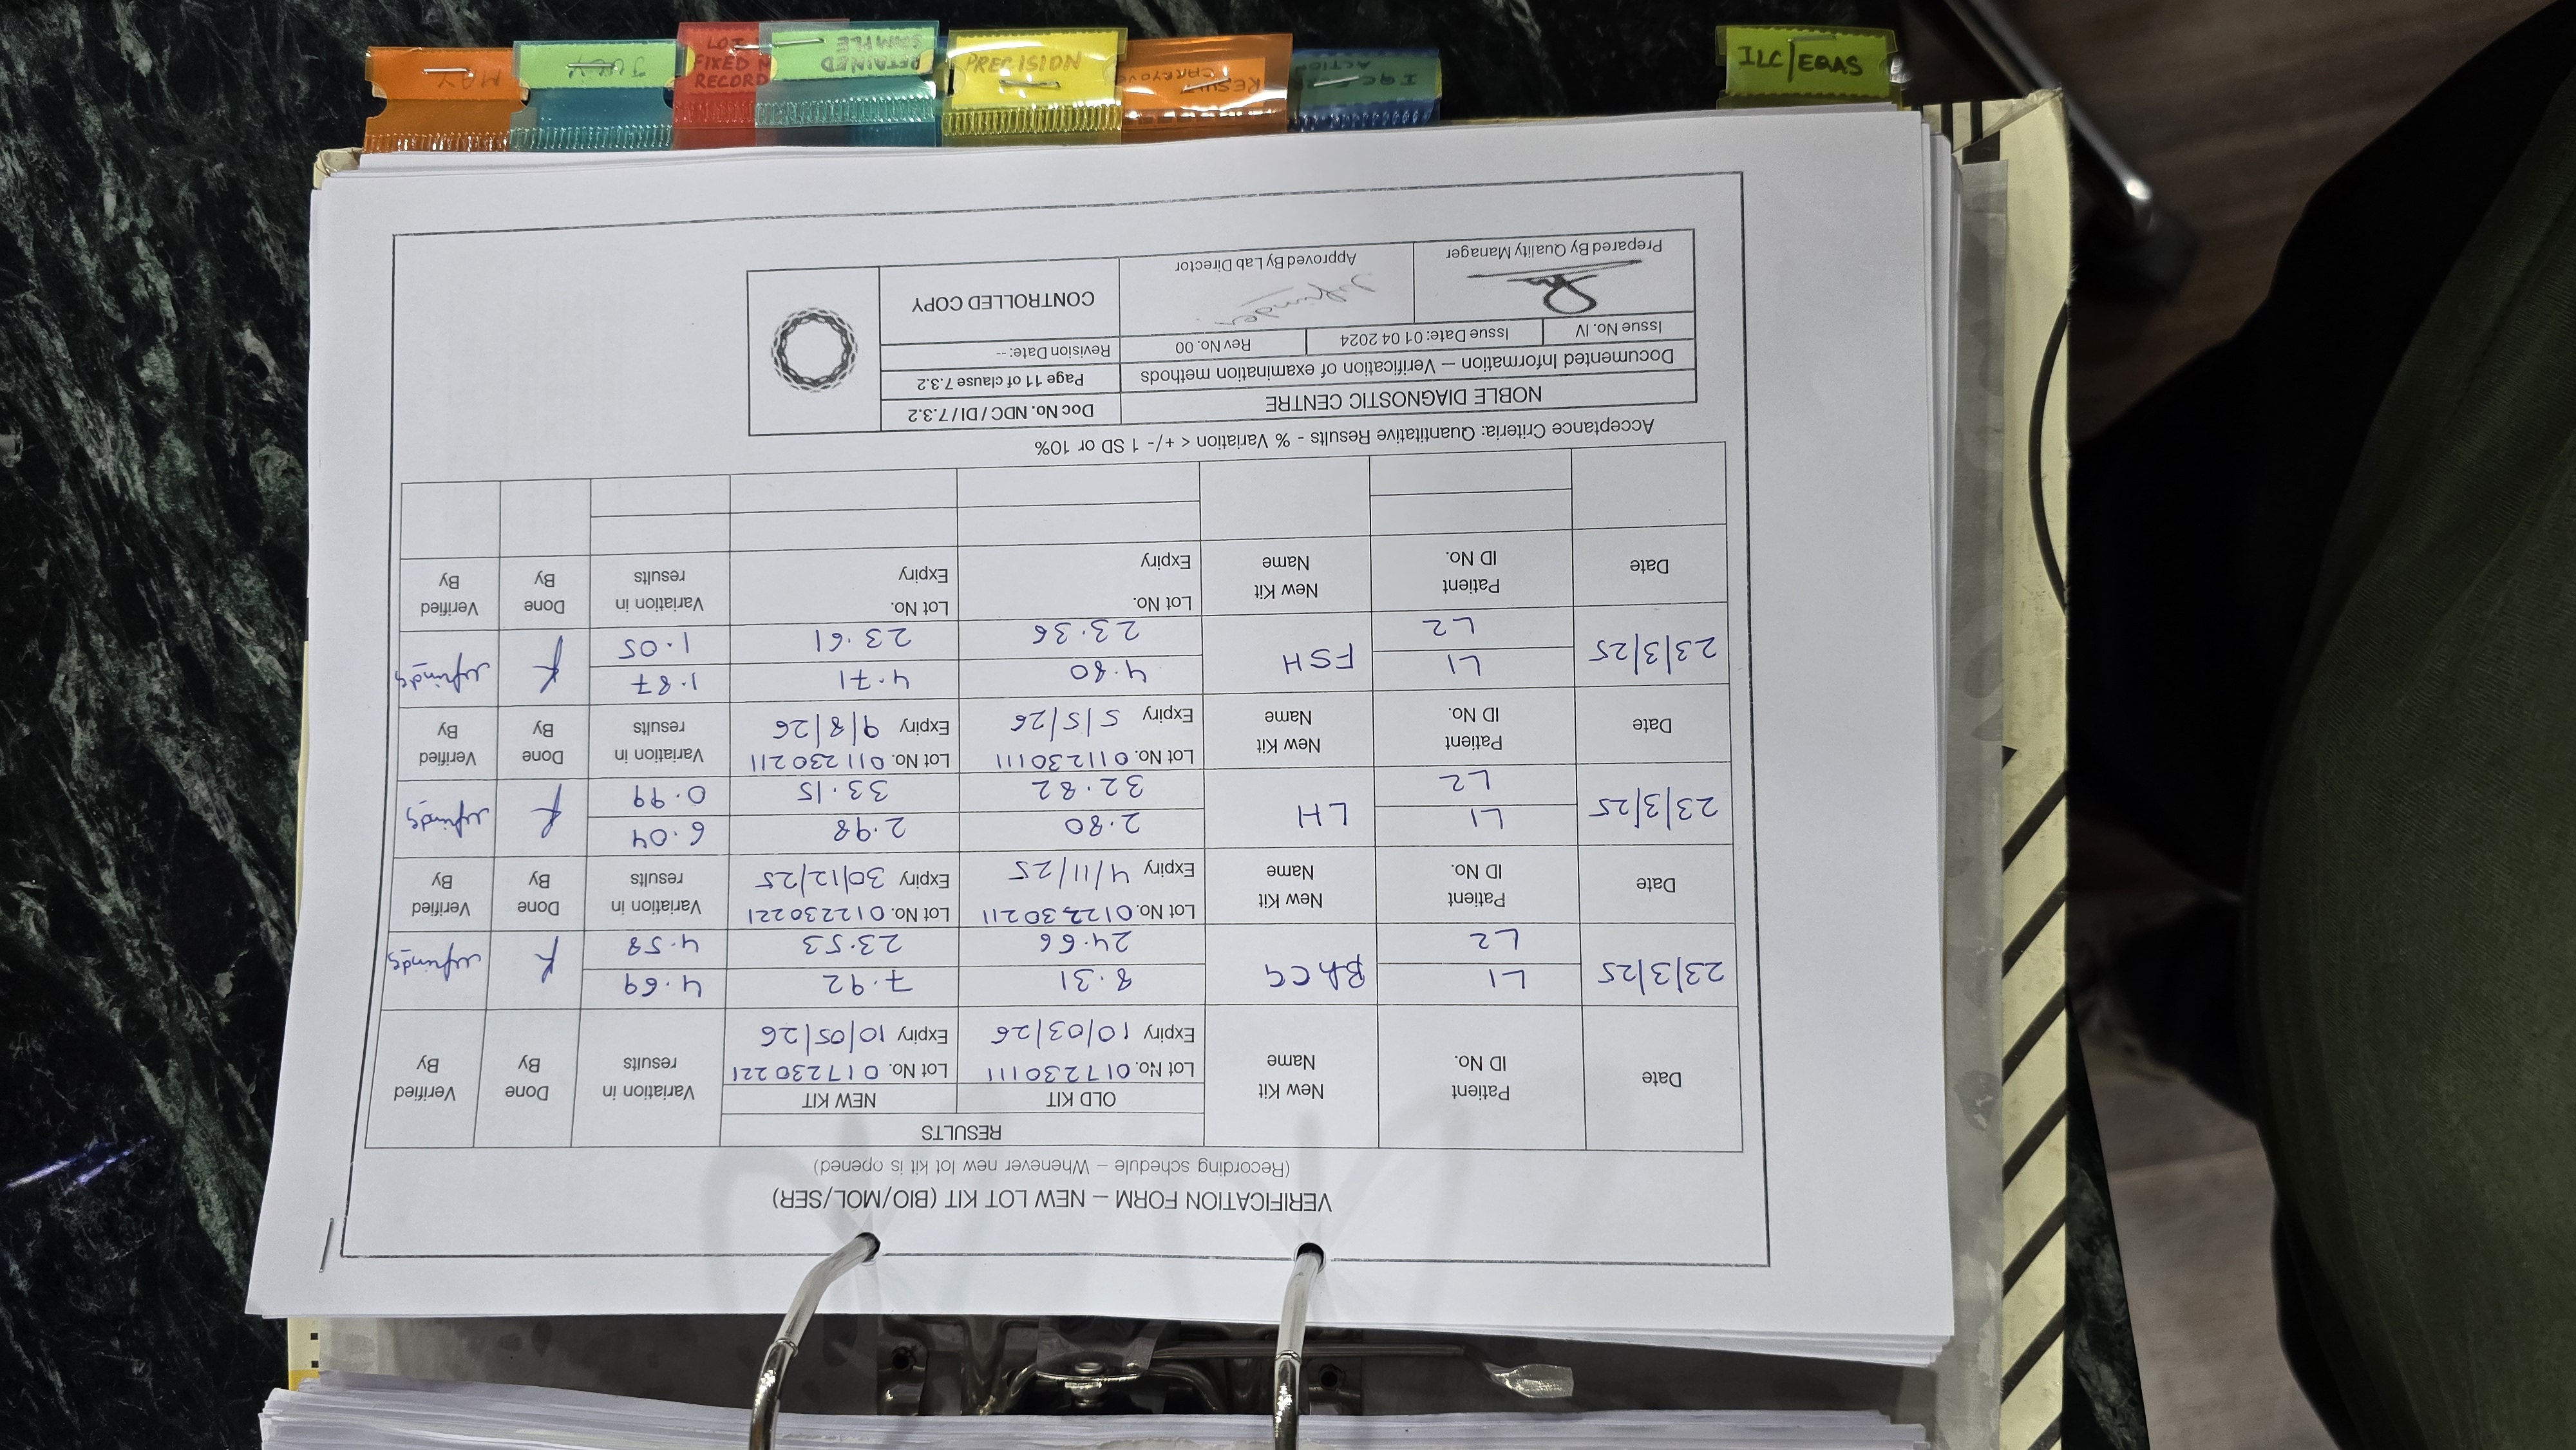 VERIFICATION FORM – NEW LOT KIT (BIO/MOL/SER)
(Recording schedule – Whenever new lot kit is opened)
Date Patient ID No. New Kit Name RESULTS Variation in results Done By Verified By
OLD KIT NEW KIT
Lot No. 017230111 Lot No. 017230221
Expiry 10/03/26 Expiry 10/05/26
23/3/25 L1 BhCG 8.31 7.92 4.69
L2 24.66 23.53 4.58
Date Patient ID No. New Kit Name Lot No. 012230211 Lot No. 012230221 Variation in results Done By Verified By
Expiry 4/11/25 Expiry 30/12/25
23/3/25 L1 LH 2.80 2.98 6.04
L2 32.82 33.15 0.99
Date Patient ID No. New Kit Name Lot No. 011230111 Lot No. 011230211 Variation in results Done By Verified By
Expiry 5/5/26 Expiry 9/8/26
23/3/25 L1 FSH 4.80 4.71 1.87
L2 23.36 23.61 1.05
Date Patient ID No. New Kit Name Lot No. Lot No. Variation in results Done By Verified By
Expiry Expiry
Acceptance Criteria: Quantitative Results - % Variation < +/- 1 SD or 10%
NOBLE DIAGNOSTIC CENTRE Doc No. NDC / DI / 7.3.2
Documented Information – Verification of examination methods Page 11 of clause 7.3.2
Issue No. IV Issue Date: 01 04 2024 Rev No. 00 Revision Date: --
CONTROLLED COPY
Prepared By Quality Manager Approved By Lab Director
MAY
JULY
LOT
FIXED
RECORD
RETAINED
SAMPLE
PRECISION
RESULT
CARRYOV
IQC
ACTION
ILC/EQAS